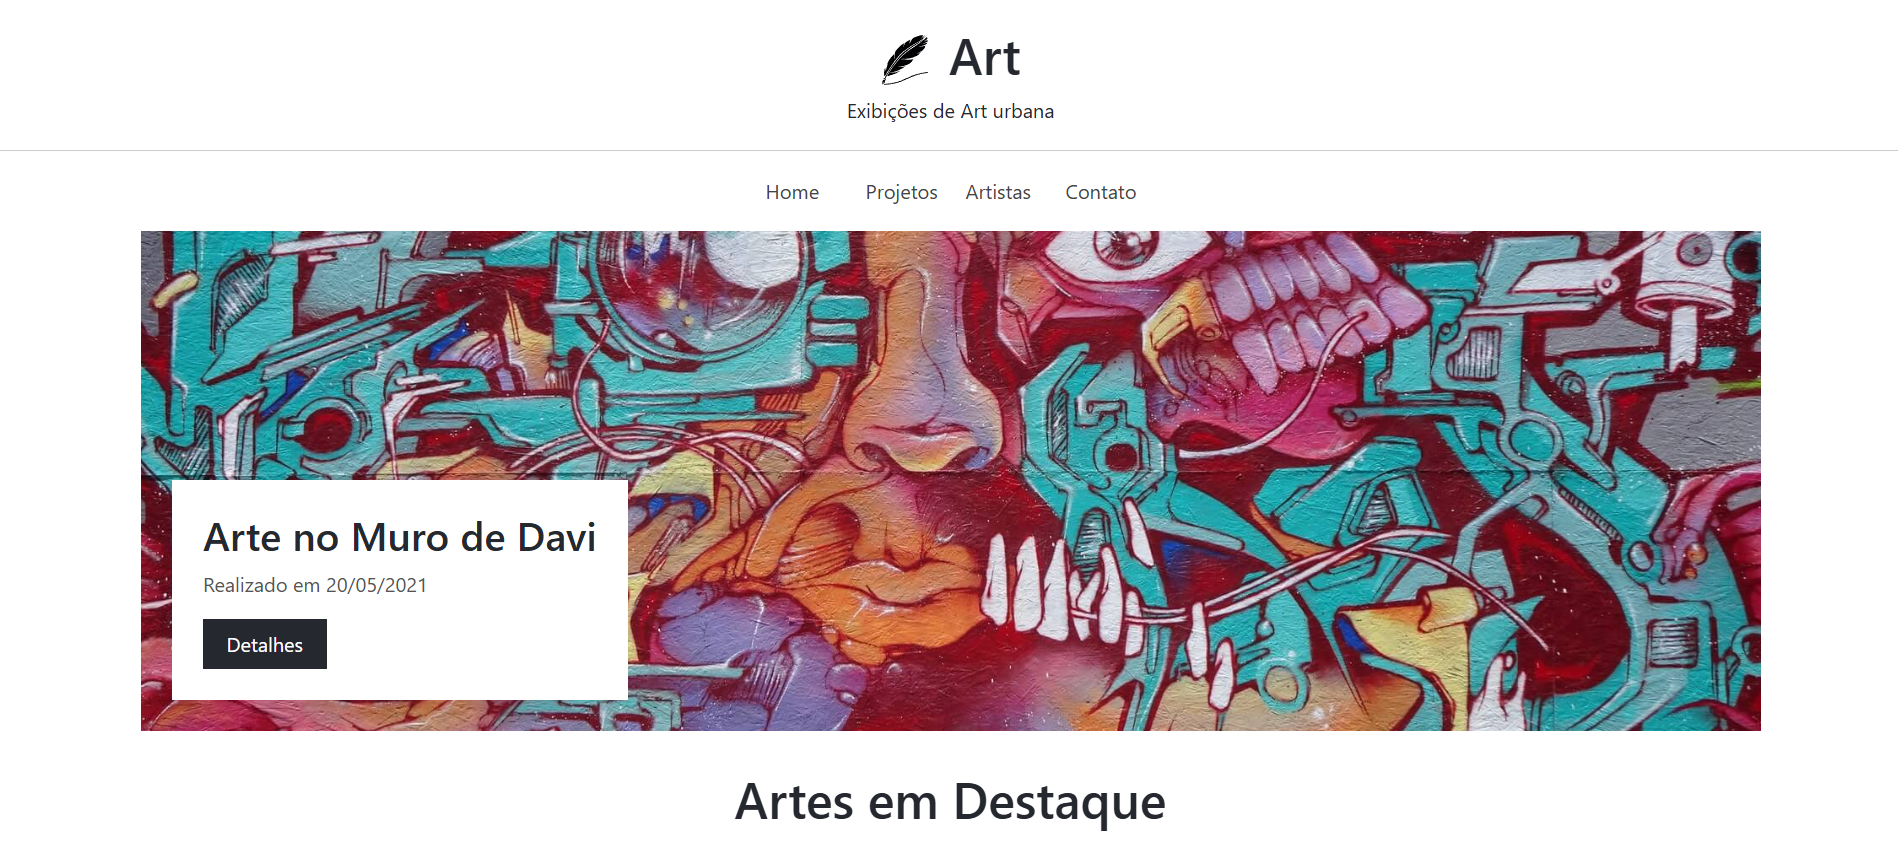 Art
Exibições de Art urbana
Home Projetos Artistas Contato
Arte no Muro de Davi
Realizado em 20/05/2021
Detalhes
Artes em Destaque